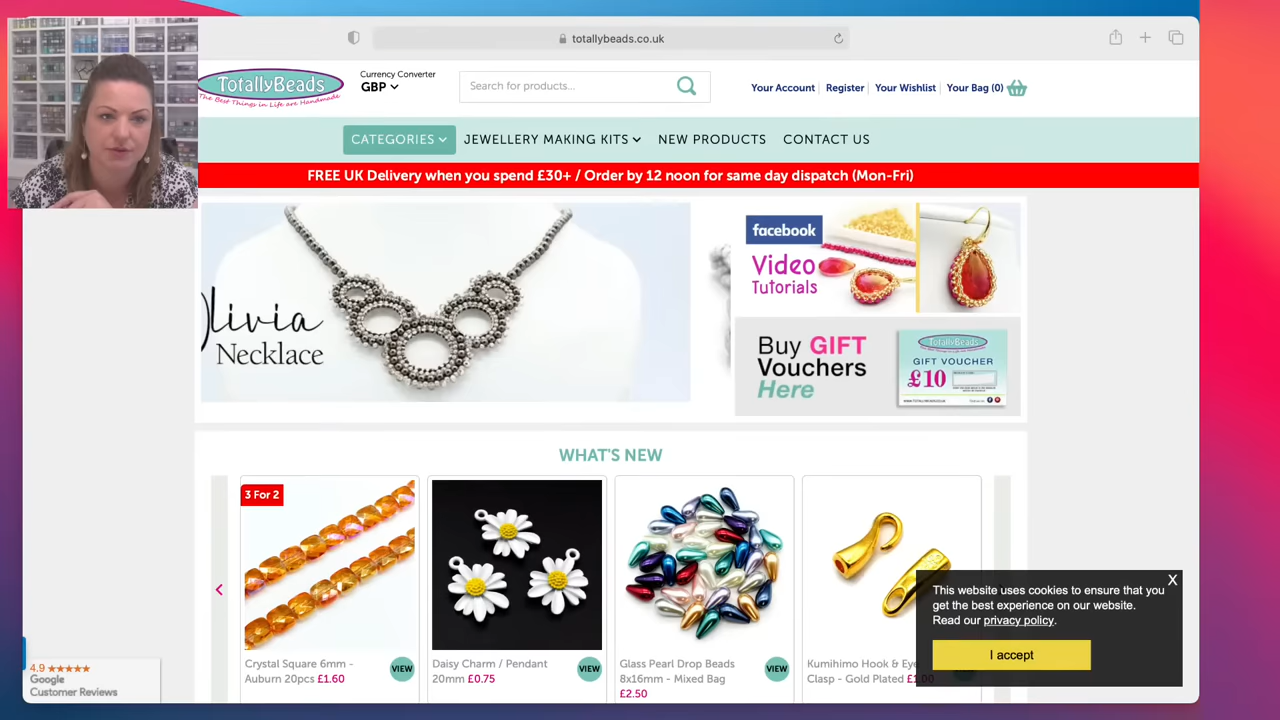 totallybeads.co.uk
TotallyBeads
The Best Things in Life are Handmade
Currency Converter
GBP
Search for products...
Your Account
Register
Your Wishlist
Your Bag (0)
CATEGORIES
JEWELLERY MAKING KITS
NEW PRODUCTS
CONTACT US
FREE UK Delivery when you spend £30+ / Order by 12 noon for same day dispatch (Mon-Fri)
Olivia
Necklace
facebook
Video
Tutorials
Buy GIFT
Vouchers
Here
TotallyBeads
GIFT VOUCHER
£10
WHAT'S NEW
3 For 2
Crystal Square 6mm -
Auburn 20pcs £1.60
VIEW
Daisy Charm / Pendant
20mm £0.75
VIEW
Glass Pearl Drop Beads
8x16mm - Mixed Bag
£2.50
VIEW
Kumihimo Hook & Eye
Clasp - Gold Plated £1.00
X
This website uses cookies to ensure that you
get the best experience on our website.
Read our privacy policy.
I accept
4.9 ★★★★★
Google
Customer Reviews